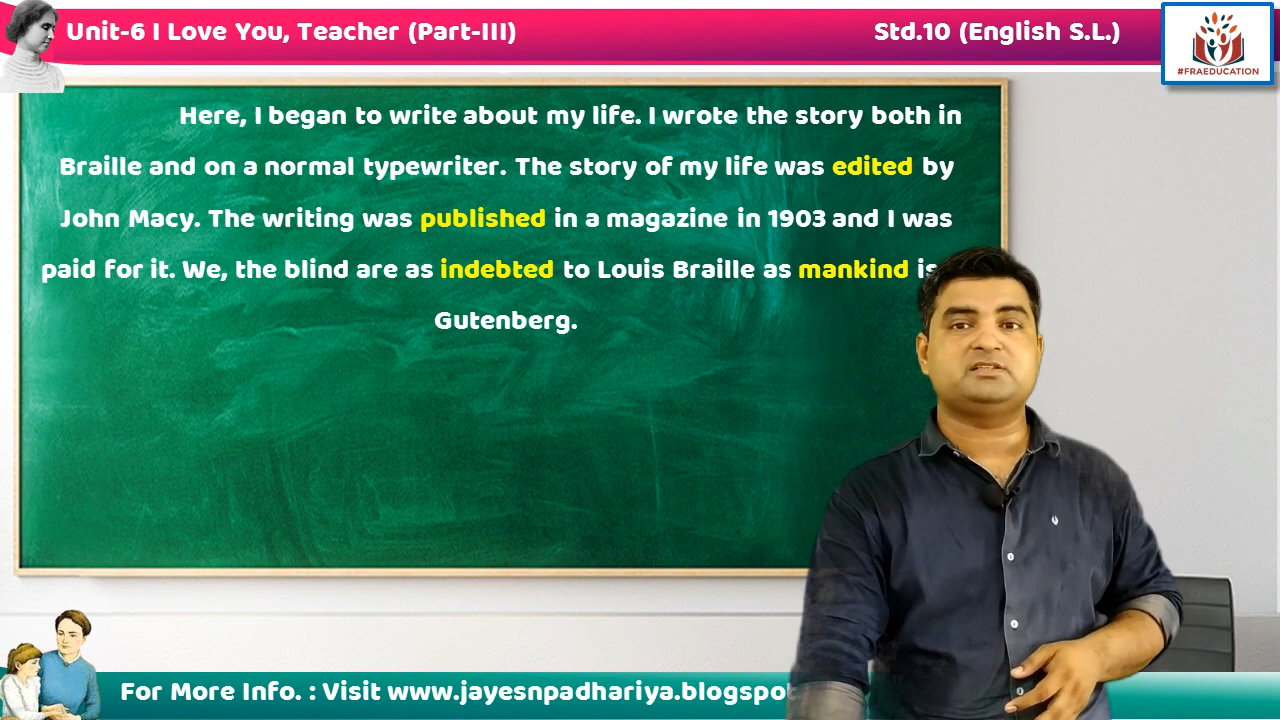 Unit-6 I Love You, Teacher (Part-III)
Std.10 (English S.L.)
#FRAEDUCATION
Here, I began to write about my life. I wrote the story both in
Braille and on a normal typewriter. The story of my life was edited by
John Macy. The writing was published in a magazine in 1903 and I was
paid for it. We, the blind are as indebted to Louis Braille as mankind is
Gutenberg.
For More Info. : Visit www.jayesnpadhariya.blogspot